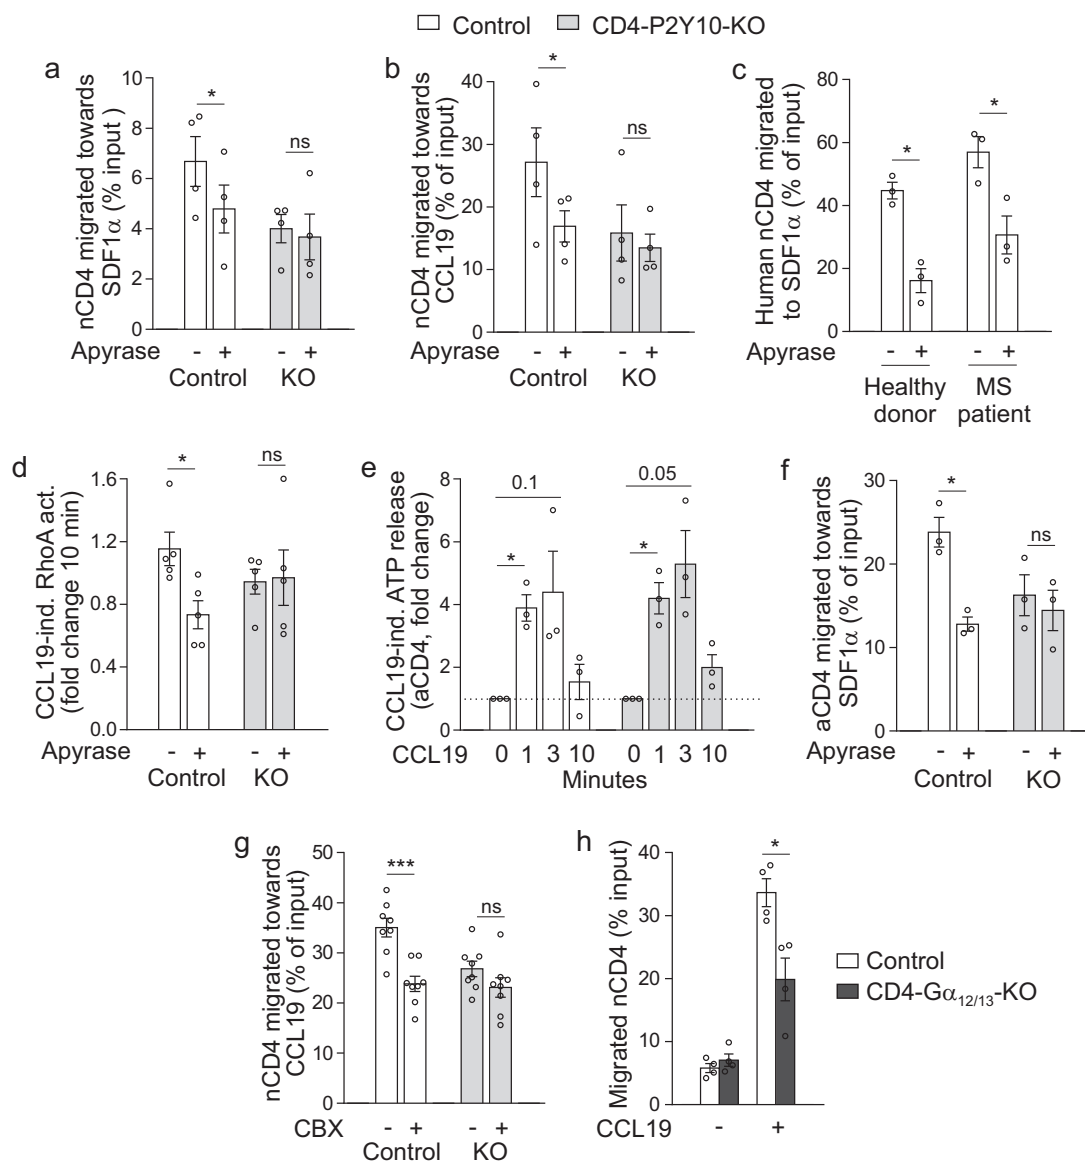 Control CD4-P2Y10-KO
a
nCD4 migrated towards
SDF1α (% input )
10
8
6
4
2
0
*
ns
Apyrase - + - +
Control KO
b
nCD4 migrated towards
CCL19 (% of input)
40
30
20
10
0
*
ns
Apyrase - + - +
Control KO
c
Human nCD4 migrated
to SDF1α (% of input)
80
60
40
20
0
*
*
Apyrase - + - +
Healthy
donor
MS
patient
d
CCL19-ind. RhoA act.
(fold change 10 min)
1.6
1.2
0.8
0.4
0.0
*
ns
Apyrase - + - +
Control KO
e
CCL19-ind. ATP release
(aCD4, fold change)
8
6
4
2
0
0.1
*
0.05
*
CCL19 0 1 3 10 0 1 3 10
Minutes
f
aCD4 migrated towards
SDF1α (% of input)
30
20
10
0
*
ns
Apyrase - + - +
Control KO
g
nCD4 migrated towards
CCL19 (% of input)
50
40
30
20
10
0
***
ns
CBX - + - +
Control KO
h
Migrated nCD4 (% input)
40
30
20
10
0
*
CCL19 - +
Control
CD4-Gα12/13-KO